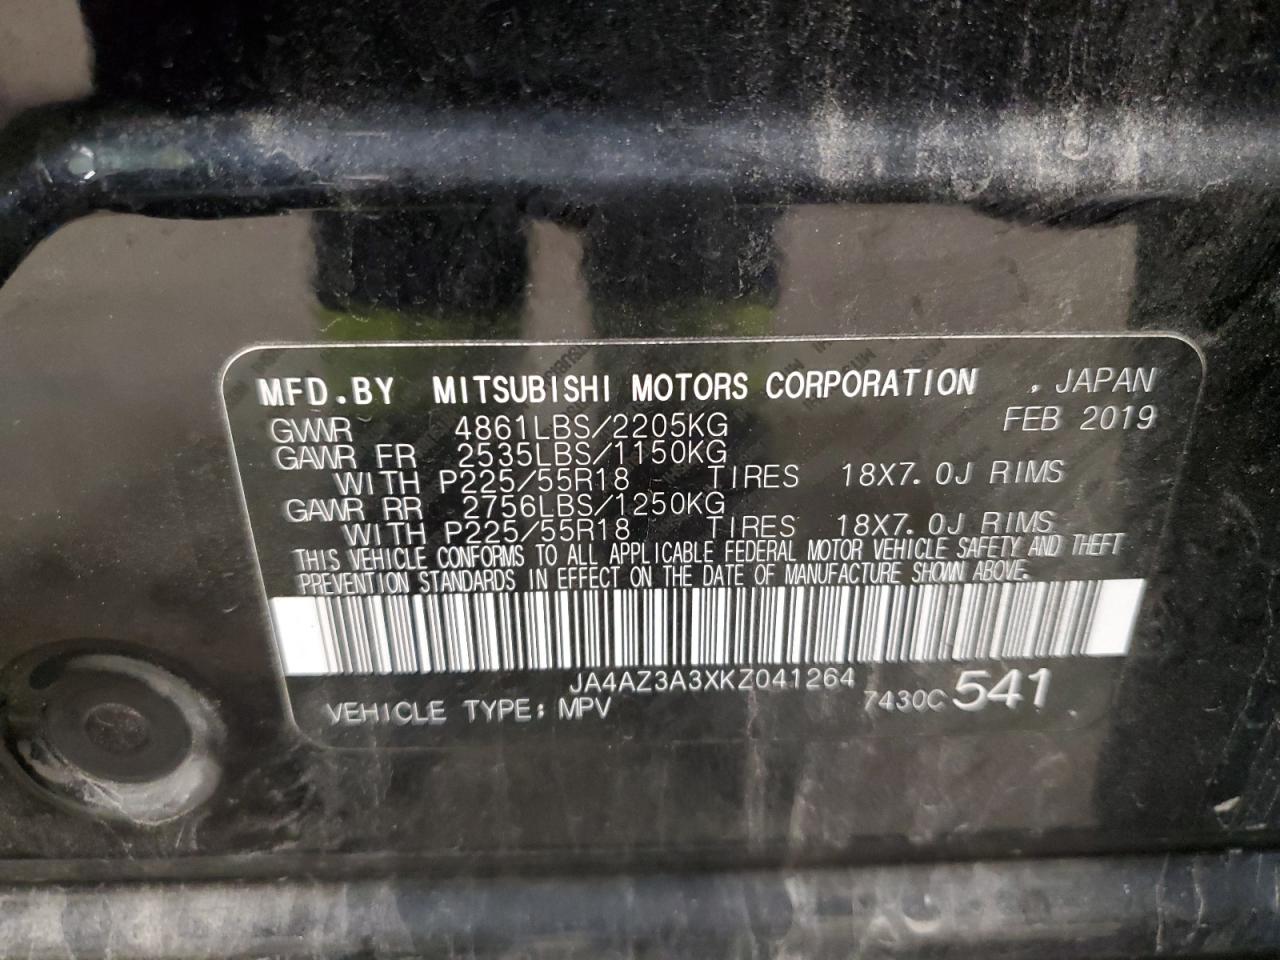 MFD.BY MITSUBISHI MOTORS CORPORATION , JAPAN
GVWR 4861LBS/2205KG FEB 2019
GAWR FR 2535LBS/1150KG
WITH P225/55R18 TIRES 18X7.0J RIMS
GAWR RR 2756LBS/1250KG
WITH P225/55R18 TIRES 18X7.0J RIMS
THIS VEHICLE CONFORMS TO ALL APPLICABLE FEDERAL MOTOR VEHICLE SAFETY AND THEFT
PREVENTION STANDARDS IN EFFECT ON THE DATE OF MANUFACTURE SHOWN ABOVE.
JA4AZ3A3XKZ041264
VEHICLE TYPE: MPV 7430C 541